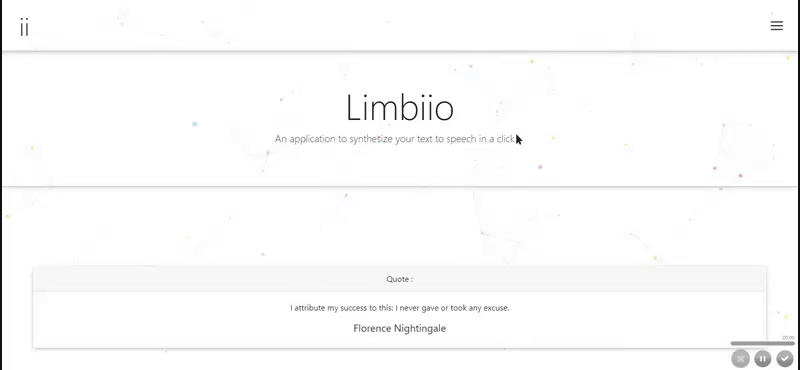 ii
Limbiio
An application to synthetize your text to speech in a click
Quote :
I attribute my success to this: I never gave or took any excuse.
Florence Nightingale
00:00